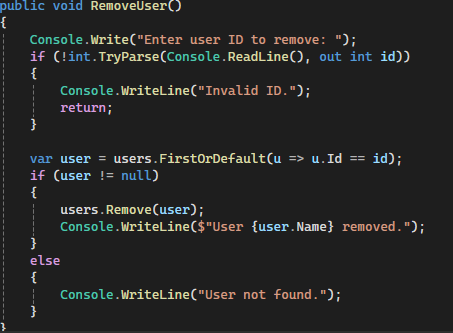 public void RemoveUser()
{
    Console.Write("Enter user ID to remove: ");
    if (!int.TryParse(Console.ReadLine(), out int id))
    {
        Console.WriteLine("Invalid ID.");
        return;
    }

    var user = users.FirstOrDefault(u => u.Id == id);
    if (user != null)
    {
        users.Remove(user);
        Console.WriteLine($"User {user.Name} removed.");
    }
    else
    {
        Console.WriteLine("User not found.");
    }
}